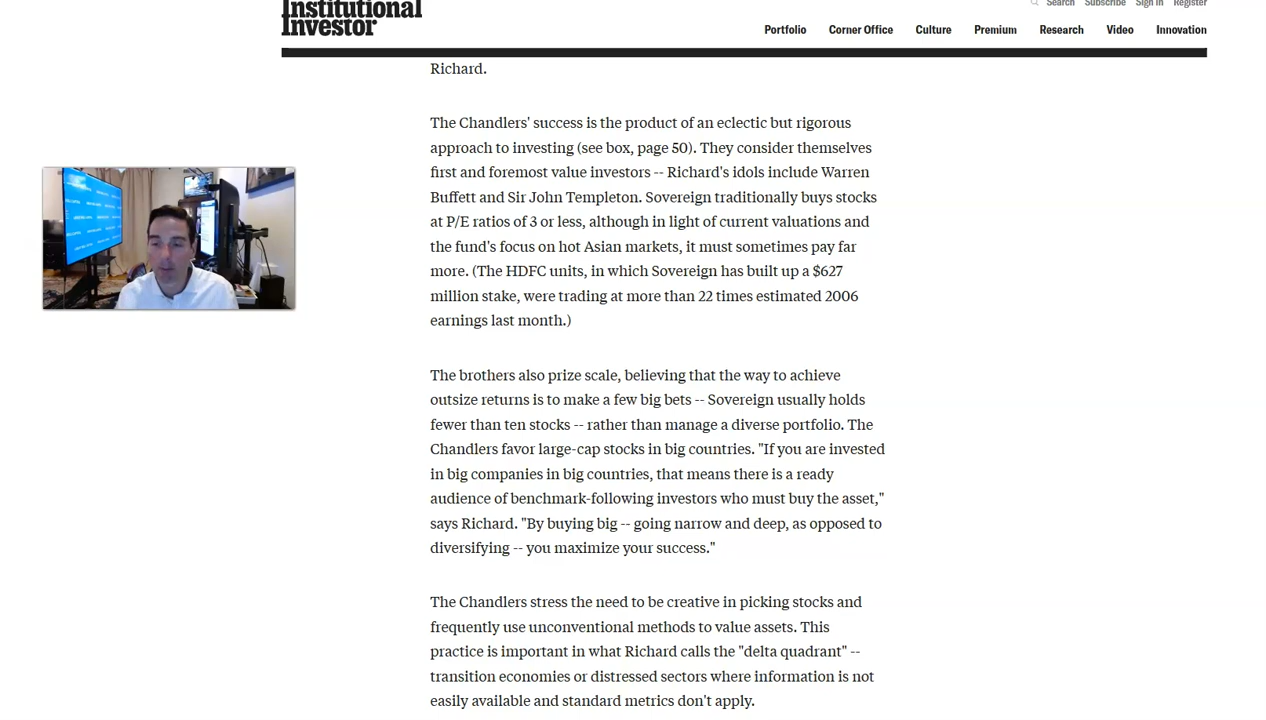 Institutional
Investor
Search Subscribe Sign In Register
Portfolio Corner Office Culture Premium Research Video Innovation
Richard.
The Chandlers' success is the product of an eclectic but rigorous
approach to investing (see box, page 50). They consider themselves
first and foremost value investors -- Richard's idols include Warren
Buffett and Sir John Templeton. Sovereign traditionally buys stocks
at P/E ratios of 3 or less, although in light of current valuations and
the fund's focus on hot Asian markets, it must sometimes pay far
more. (The HDFC units, in which Sovereign has built up a $627
million stake, were trading at more than 22 times estimated 2006
earnings last month.)
The brothers also prize scale, believing that the way to achieve
outsize returns is to make a few big bets -- Sovereign usually holds
fewer than ten stocks -- rather than manage a diverse portfolio. The
Chandlers favor large-cap stocks in big countries. "If you are invested
in big companies in big countries, that means there is a ready
audience of benchmark-following investors who must buy the asset,"
says Richard. "By buying big -- going narrow and deep, as opposed to
diversifying -- you maximize your success."
The Chandlers stress the need to be creative in picking stocks and
frequently use unconventional methods to value assets. This
practice is important in what Richard calls the "delta quadrant" --
transition economies or distressed sectors where information is not
easily available and standard metrics don't apply.